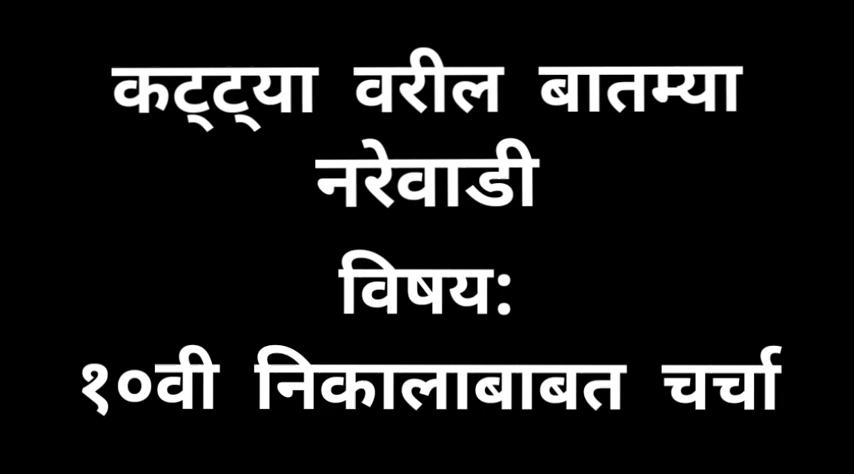 कट्ट्या वरील बातम्या
नरेवाडी
विषय:
१०वी निकालाबाबत चर्चा